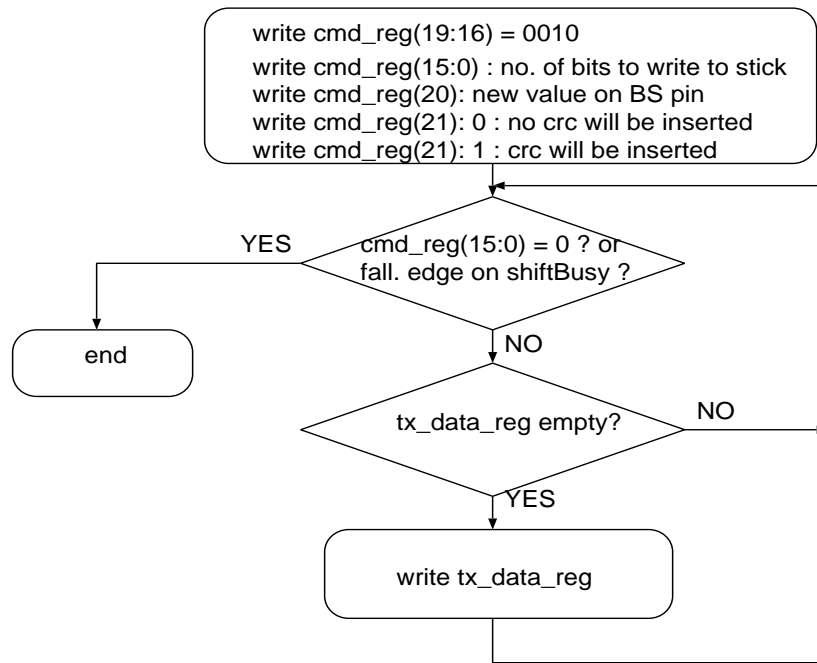 write cmd_reg(19:16) = 0010
write cmd_reg(15:0) : no. of bits to write to stick
write cmd_reg(20): new value on BS pin
write cmd_reg(21): 0 : no crc will be inserted
write cmd_reg(21): 1 : crc will be inserted
YES
cmd_reg(15:0) = 0 ? or
fall. edge on shiftBusy ?
NO
end
tx_data_reg empty?
NO
YES
write tx_data_reg